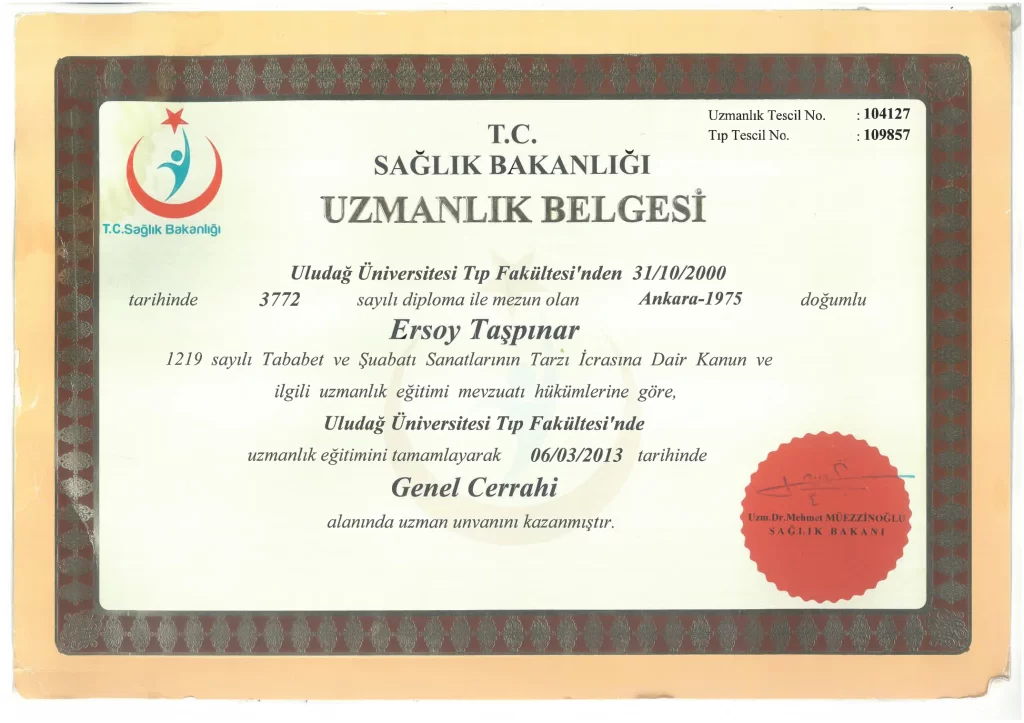 Uzmanlık Tescil No. : 104127
Tıp Tescil No. : 109857
T.C.
SAĞLIK BAKANLIĞI
UZMANLIK BELGESİ
T.C.Sağlık Bakanlığı
Uludağ Üniversitesi Tıp Fakültesi'nden 31/10/2000
tarihinde 3772 sayılı diploma ile mezun olan Ankara-1975 doğumlu
Ersoy Taşpınar
1219 sayılı Tababet ve Şuabatı Sanatlarının Tarzı İcrasına Dair Kanun ve
ilgili uzmanlık eğitimi mevzuatı hükümlerine göre,
Uludağ Üniversitesi Tıp Fakültesi'nde
uzmanlık eğitimini tamamlayarak 06/03/2013 tarihinde
Genel Cerrahi
alanında uzman unvanını kazanmıştır.
Uzm.Dr.Mehmet MÜEZZİNOĞLU
SAĞLIK BAKANI